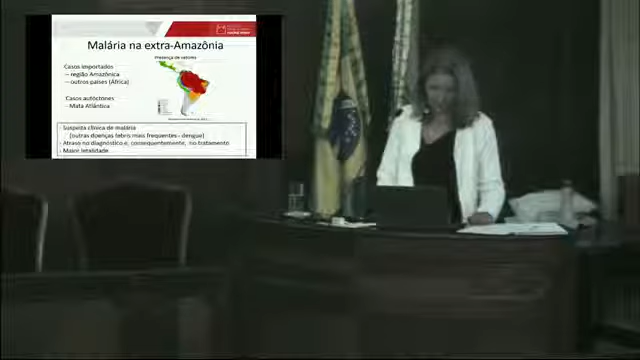 Malária na extra-Amazônia
Presença de vetores
Casos importados
– região Amazônica
– outros países (África)
Casos autóctones
– Mata Atlântica
- Suspeita clínica de malária
(outras doenças febris mais frequentes - dengue)
- Atraso no diagnóstico e, consequentemente, no tratamento
- Maior letalidade